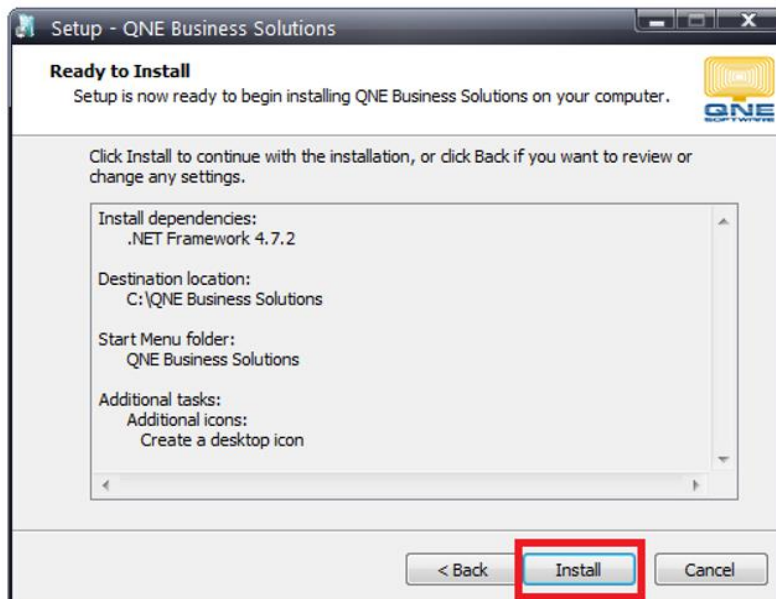 Setup - QNE Business Solutions
Ready to Install
Setup is now ready to begin installing QNE Business Solutions on your computer.
QNE
SOFTWARE
Click Install to continue with the installation, or click Back if you want to review or
change any settings.
Install dependencies:
.NET Framework 4.7.2
Destination location:
C:\QNE Business Solutions
Start Menu folder:
QNE Business Solutions
Additional tasks:
Additional icons:
Create a desktop icon
< Back Install Cancel